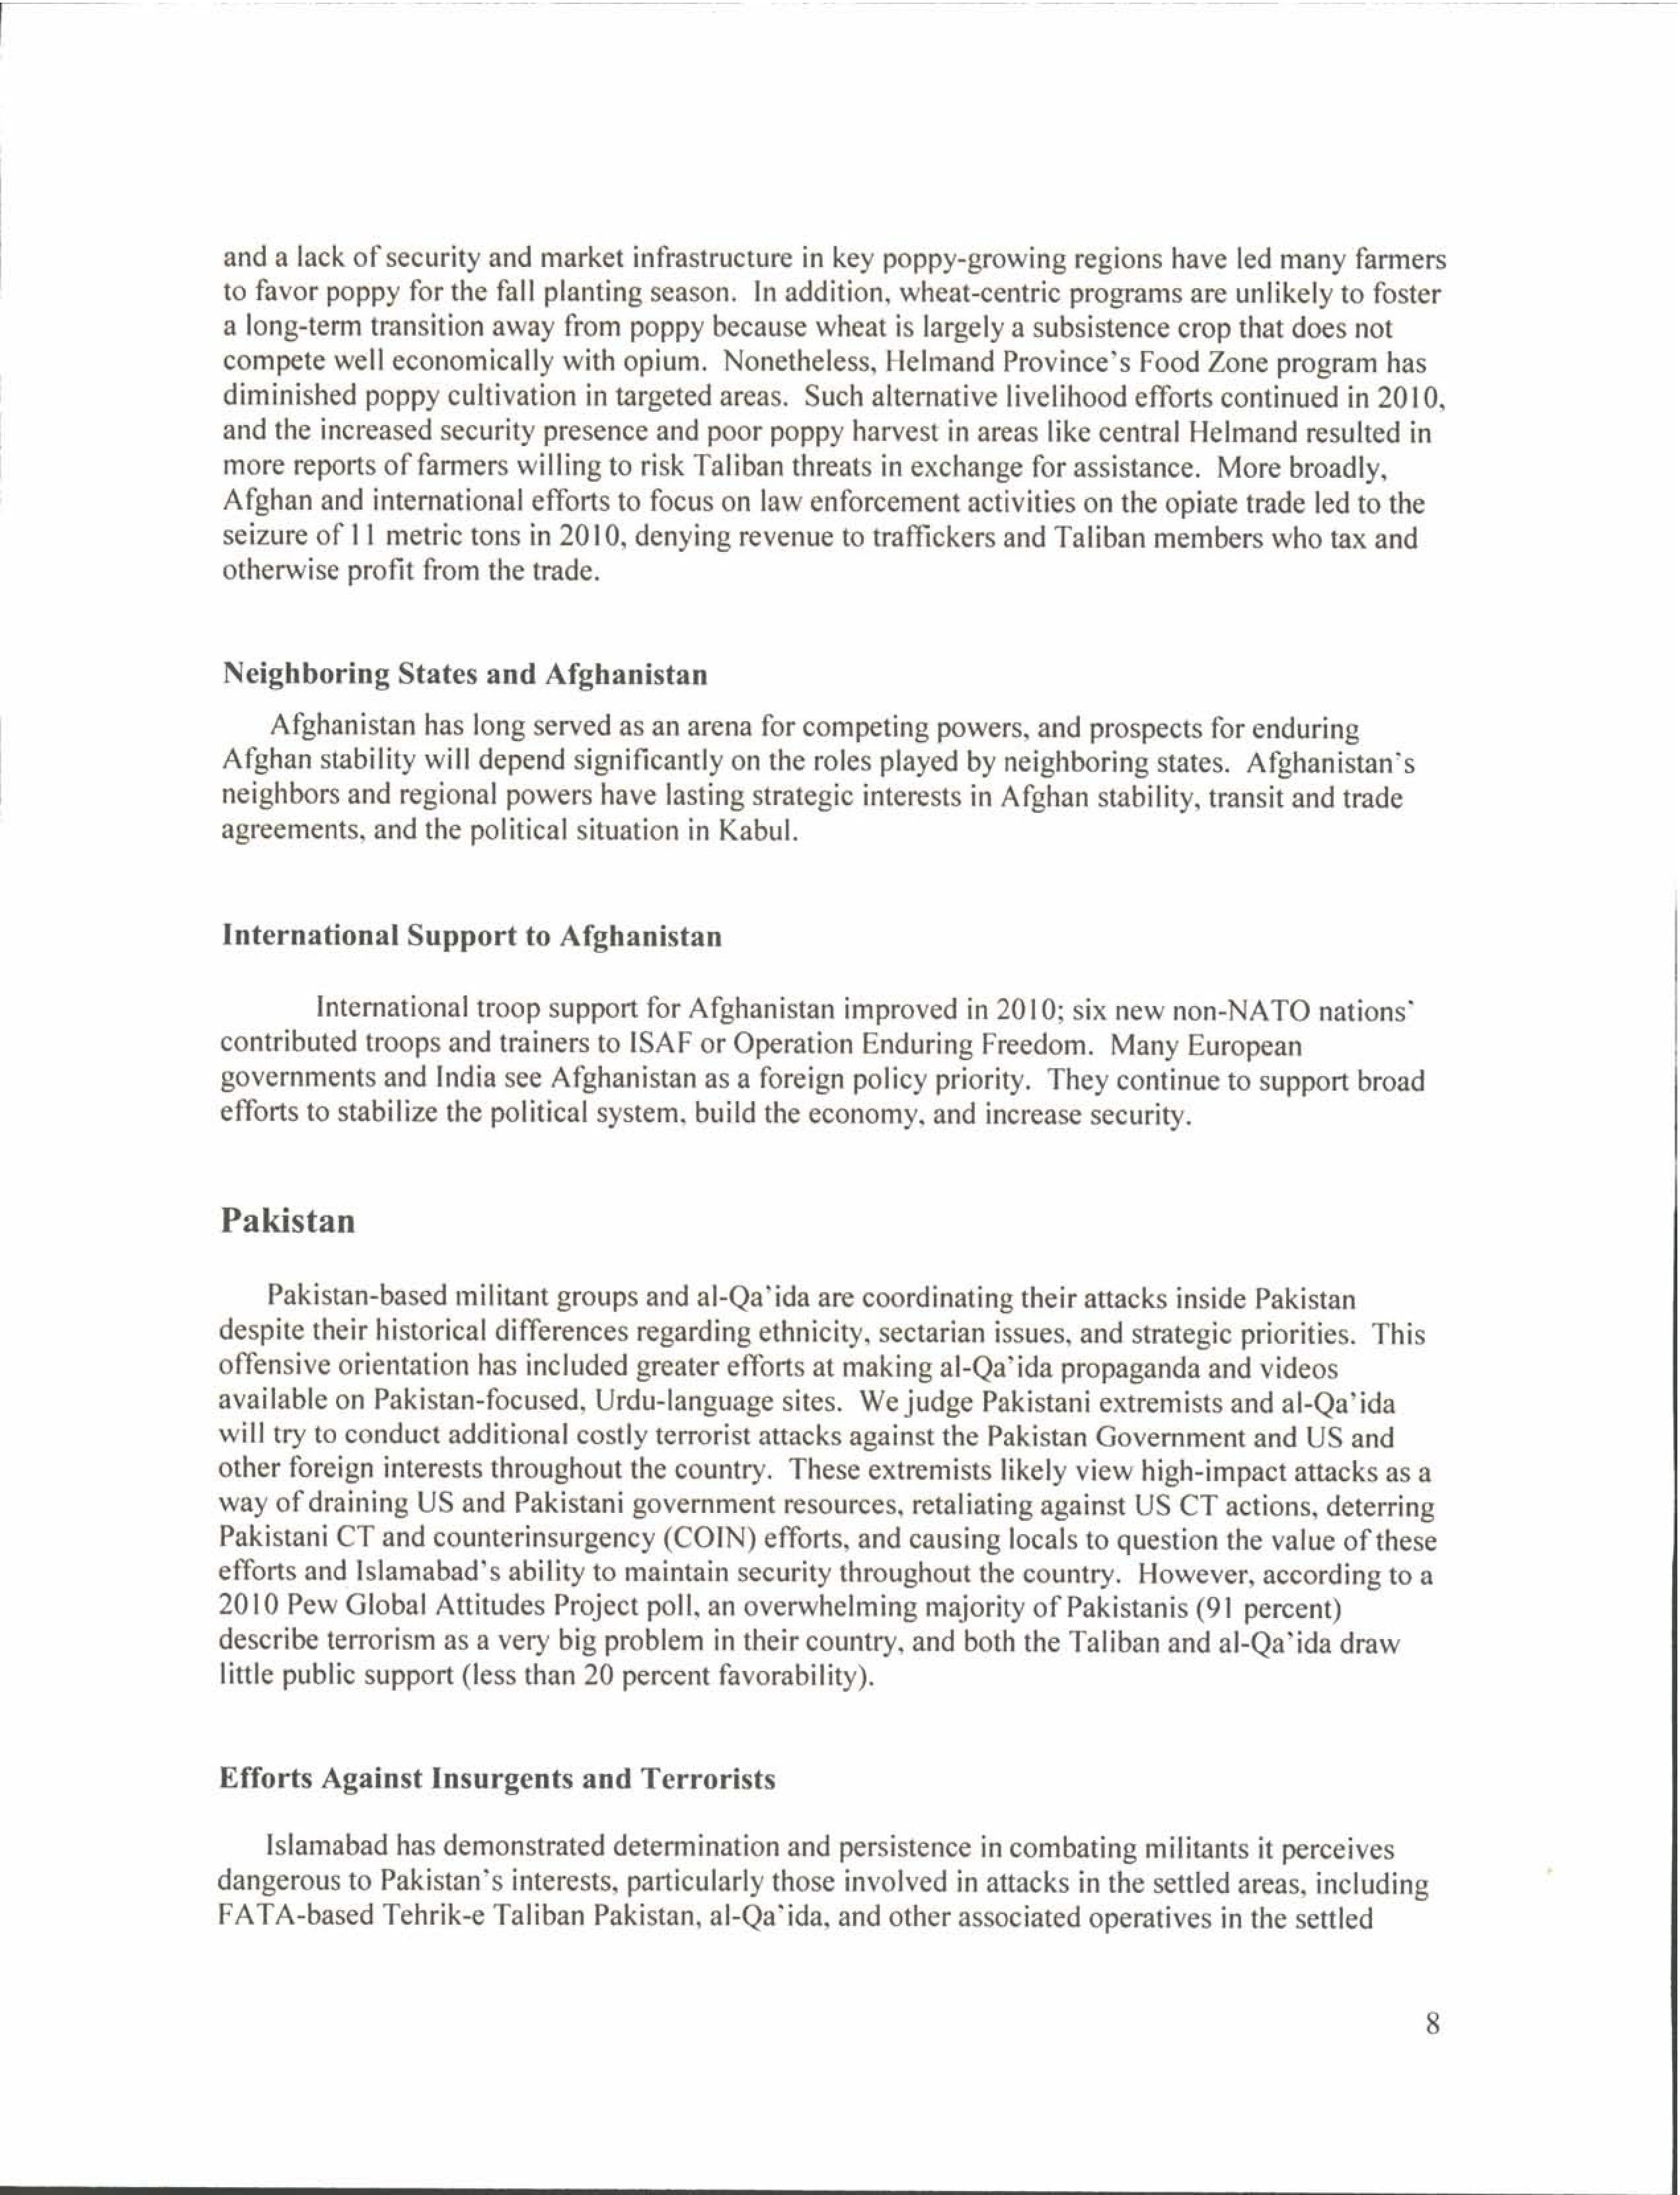 and a lack of security and market infrastructure in key poppy-growing regions have led many farmers
to favor poppy for the fall planting season. In addition, wheat-centric programs are unlikely to foster
a long-term transition away from poppy because wheat is largely a subsistence crop that does not
compete well economically with opium. Nonetheless, Helmand Province's Food Zone program has
diminished poppy cultivation in targeted areas. Such alternative livelihood efforts continued in 2010,
and the increased security presence and poor poppy harvest in areas like central Helmand resulted in
more reports of farmers willing to risk Taliban threats in exchange for assistance. More broadly,
Afghan and international efforts to focus on law enforcement activities on the opiate trade led to the
seizure of 11 metric tons in 2010, denying revenue to traffickers and Taliban members who tax and
otherwise profit from the trade.
Neighboring States and Afghanistan
Afghanistan has long served as an arena for competing powers, and prospects for enduring
Afghan stability will depend significantly on the roles played by neighboring states. Afghanistan's
neighbors and regional powers have lasting strategic interests in Afghan stability, transit and trade
agreements, and the political situation in Kabul.
International Support to Afghanistan
International troop support for Afghanistan improved in 2010; six new non-NATO nations'
contributed troops and trainers to ISAF or Operation Enduring Freedom. Many European
governments and India see Afghanistan as a foreign policy priority. They continue to support broad
efforts to stabilize the political system, build the economy, and increase security.
Pakistan
Pakistan-based militant groups and al-Qa'ida are coordinating their attacks inside Pakistan
despite their historical differences regarding ethnicity, sectarian issues, and strategic priorities. This
offensive orientation has included greater efforts at making al-Qa'ida propaganda and videos
available on Pakistan-focused, Urdu-language sites. We judge Pakistani extremists and al-Qa'ida
will try to conduct additional costly terrorist attacks against the Pakistan Government and US and
other foreign interests throughout the country. These extremists likely view high-impact attacks as a
way of draining US and Pakistani government resources, retaliating against US CT actions, deterring
Pakistani CT and counterinsurgency (COIN) efforts, and causing locals to question the value of these
efforts and Islamabad's ability to maintain security throughout the country. However, according to a
2010 Pew Global Attitudes Project poll, an overwhelming majority of Pakistanis (91 percent)
describe terrorism as a very big problem in their country, and both the Taliban and al-Qa'ida draw
little public support (less than 20 percent favorability).
Efforts Against Insurgents and Terrorists
Islamabad has demonstrated determination and persistence in combating militants it perceives
dangerous to Pakistan's interests, particularly those involved in attacks in the settled areas, including
FATA-based Tehrik-e Taliban Pakistan, al-Qa'ida, and other associated operatives in the settled
8